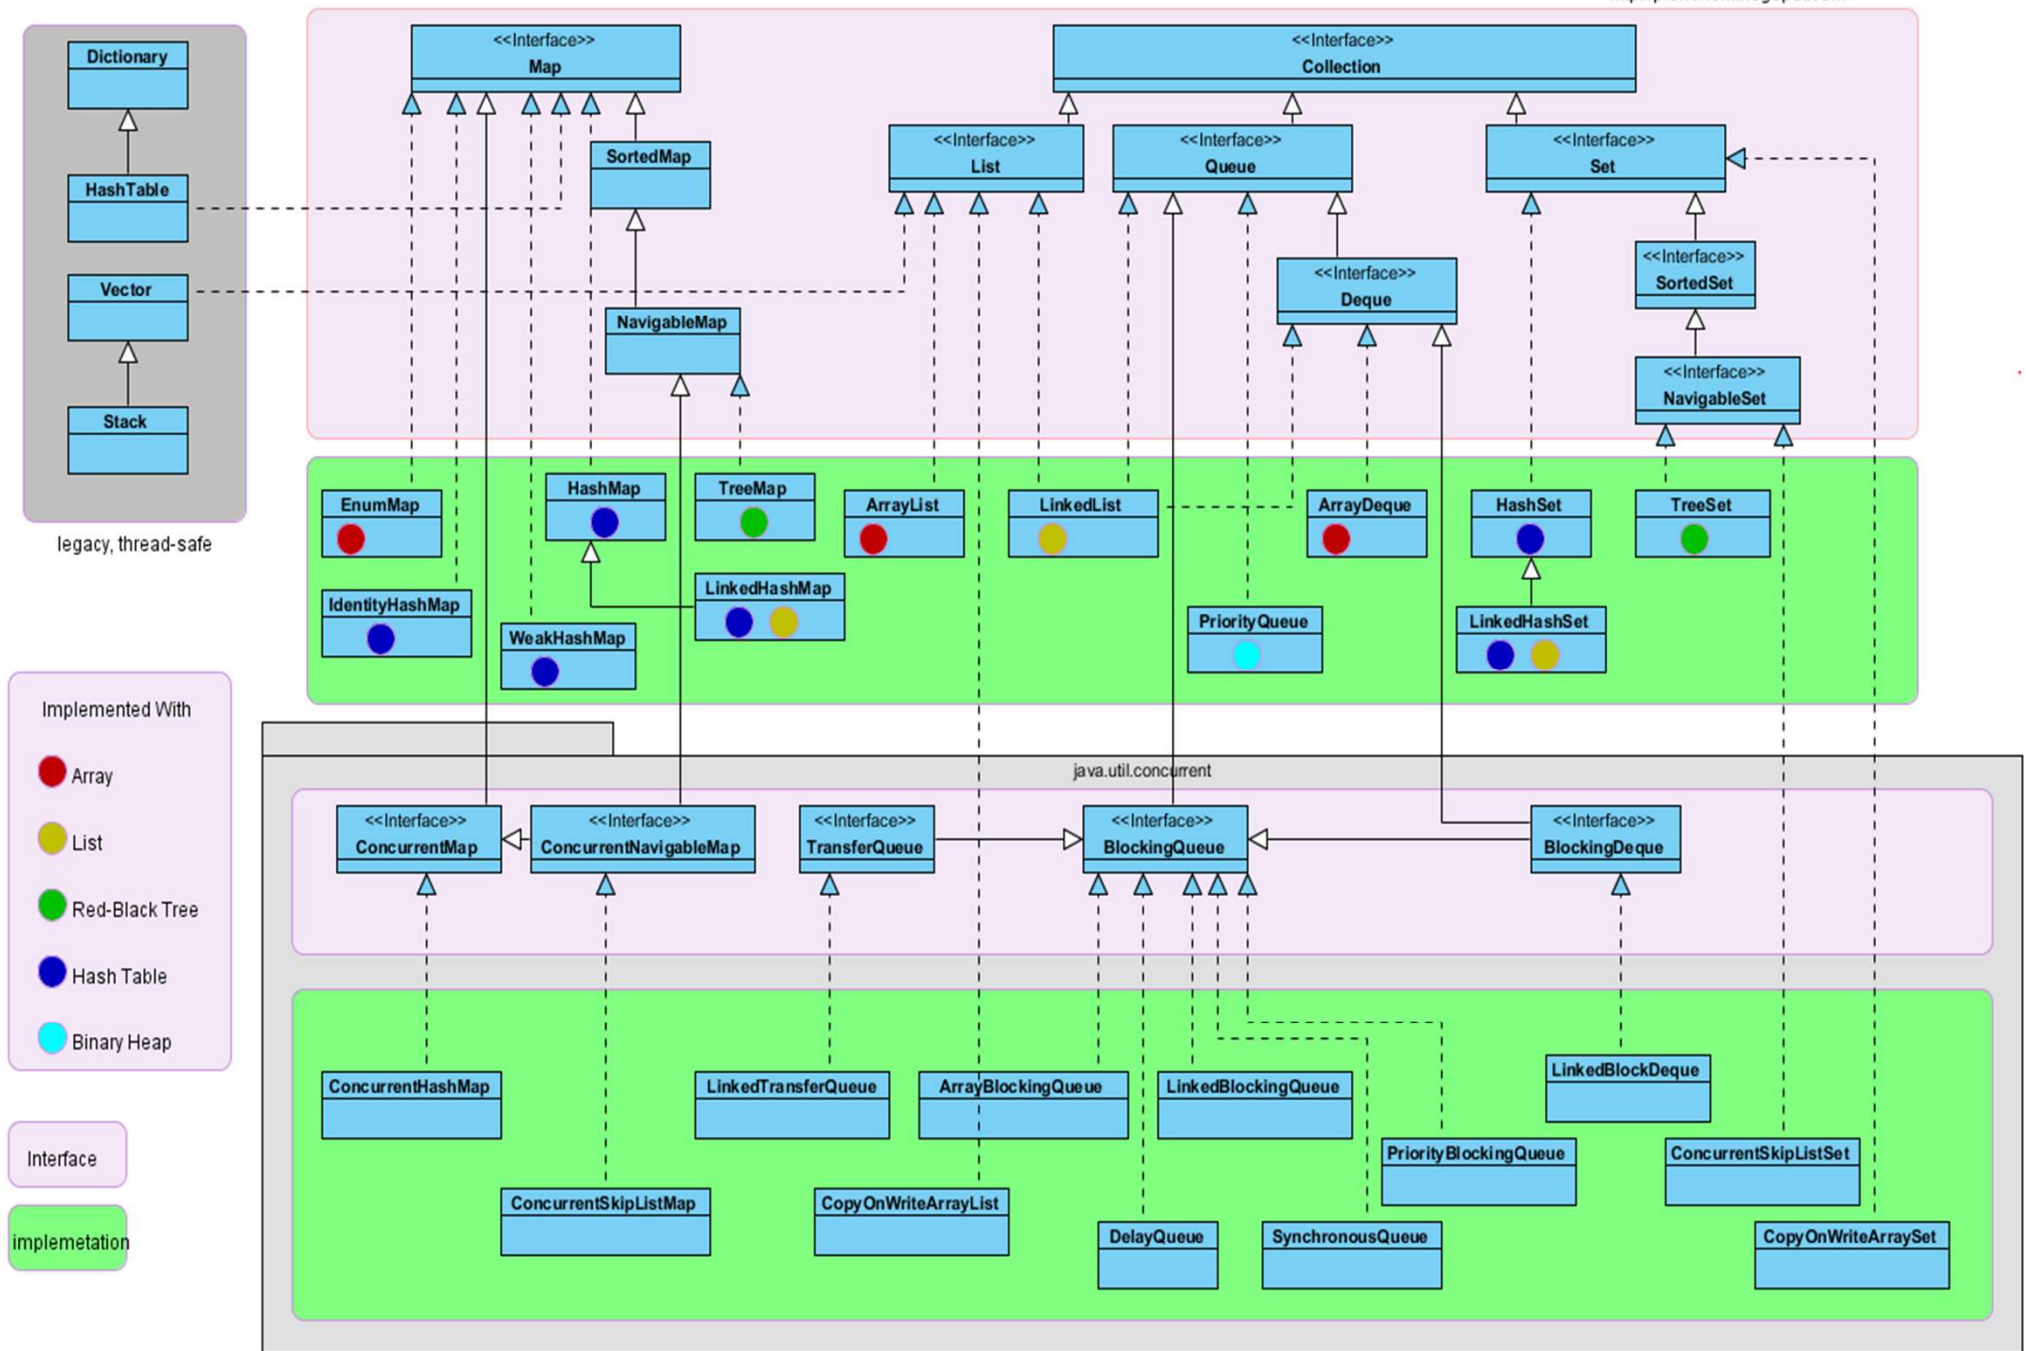 <<Interface>>
Map
<<Interface>>
Collection
Dictionary
<<Interface>>
List
<<Interface>>
Queue
<<Interface>>
Set
SortedMap
HashTable
<<Interface>>
SortedSet
<<Interface>>
Deque
Vector
NavigableMap
<<Interface>>
NavigableSet
Stack
legacy, thread-safe
EnumMap
HashMap
TreeMap
ArrayList
LinkedList
ArrayDeque
HashSet
TreeSet
IdentityHashMap
WeakHashMap
LinkedHashMap
PriorityQueue
LinkedHashSet
Implemented With
Array
List
Red-Black Tree
Hash Table
Binary Heap
Interface
implemetation
java.util.concurrent
<<Interface>>
ConcurrentMap
<<Interface>>
ConcurrentNavigableMap
<<Interface>>
TransferQueue
<<Interface>>
BlockingQueue
<<Interface>>
BlockingDeque
ConcurrentHashMap
LinkedTransferQueue
ArrayBlockingQueue
LinkedBlockingQueue
LinkedBlockDeque
PriorityBlockingQueue
ConcurrentSkipListSet
ConcurrentSkipListMap
CopyOnWriteArrayList
DelayQueue
SynchronousQueue
CopyOnWriteArraySet